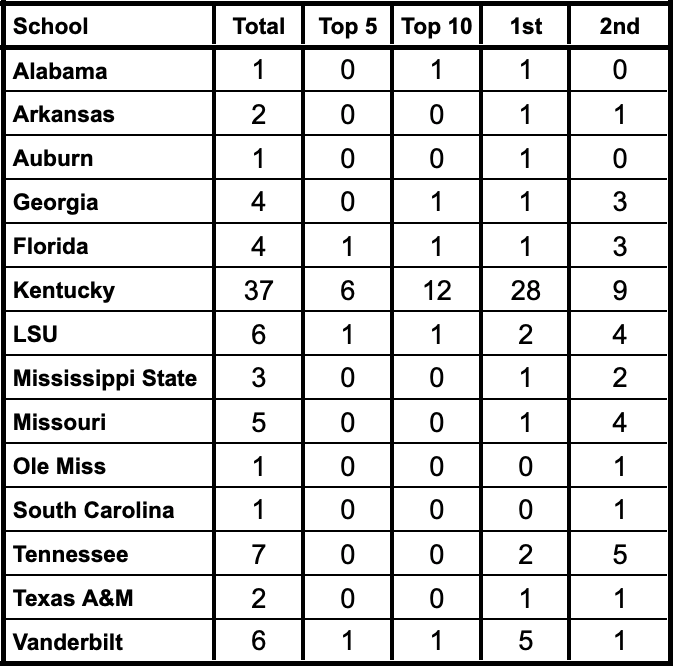 School Total Top 5 Top 10 1st 2nd
Alabama 1 0 1 1 0
Arkansas 2 0 0 1 1
Auburn 1 0 0 1 0
Georgia 4 0 1 1 3
Florida 4 1 1 1 3
Kentucky 37 6 12 28 9
LSU 6 1 1 2 4
Mississippi State 3 0 0 1 2
Missouri 5 0 0 1 4
Ole Miss 1 0 0 0 1
South Carolina 1 0 0 0 1
Tennessee 7 0 0 2 5
Texas A&M 2 0 0 1 1
Vanderbilt 6 1 1 5 1